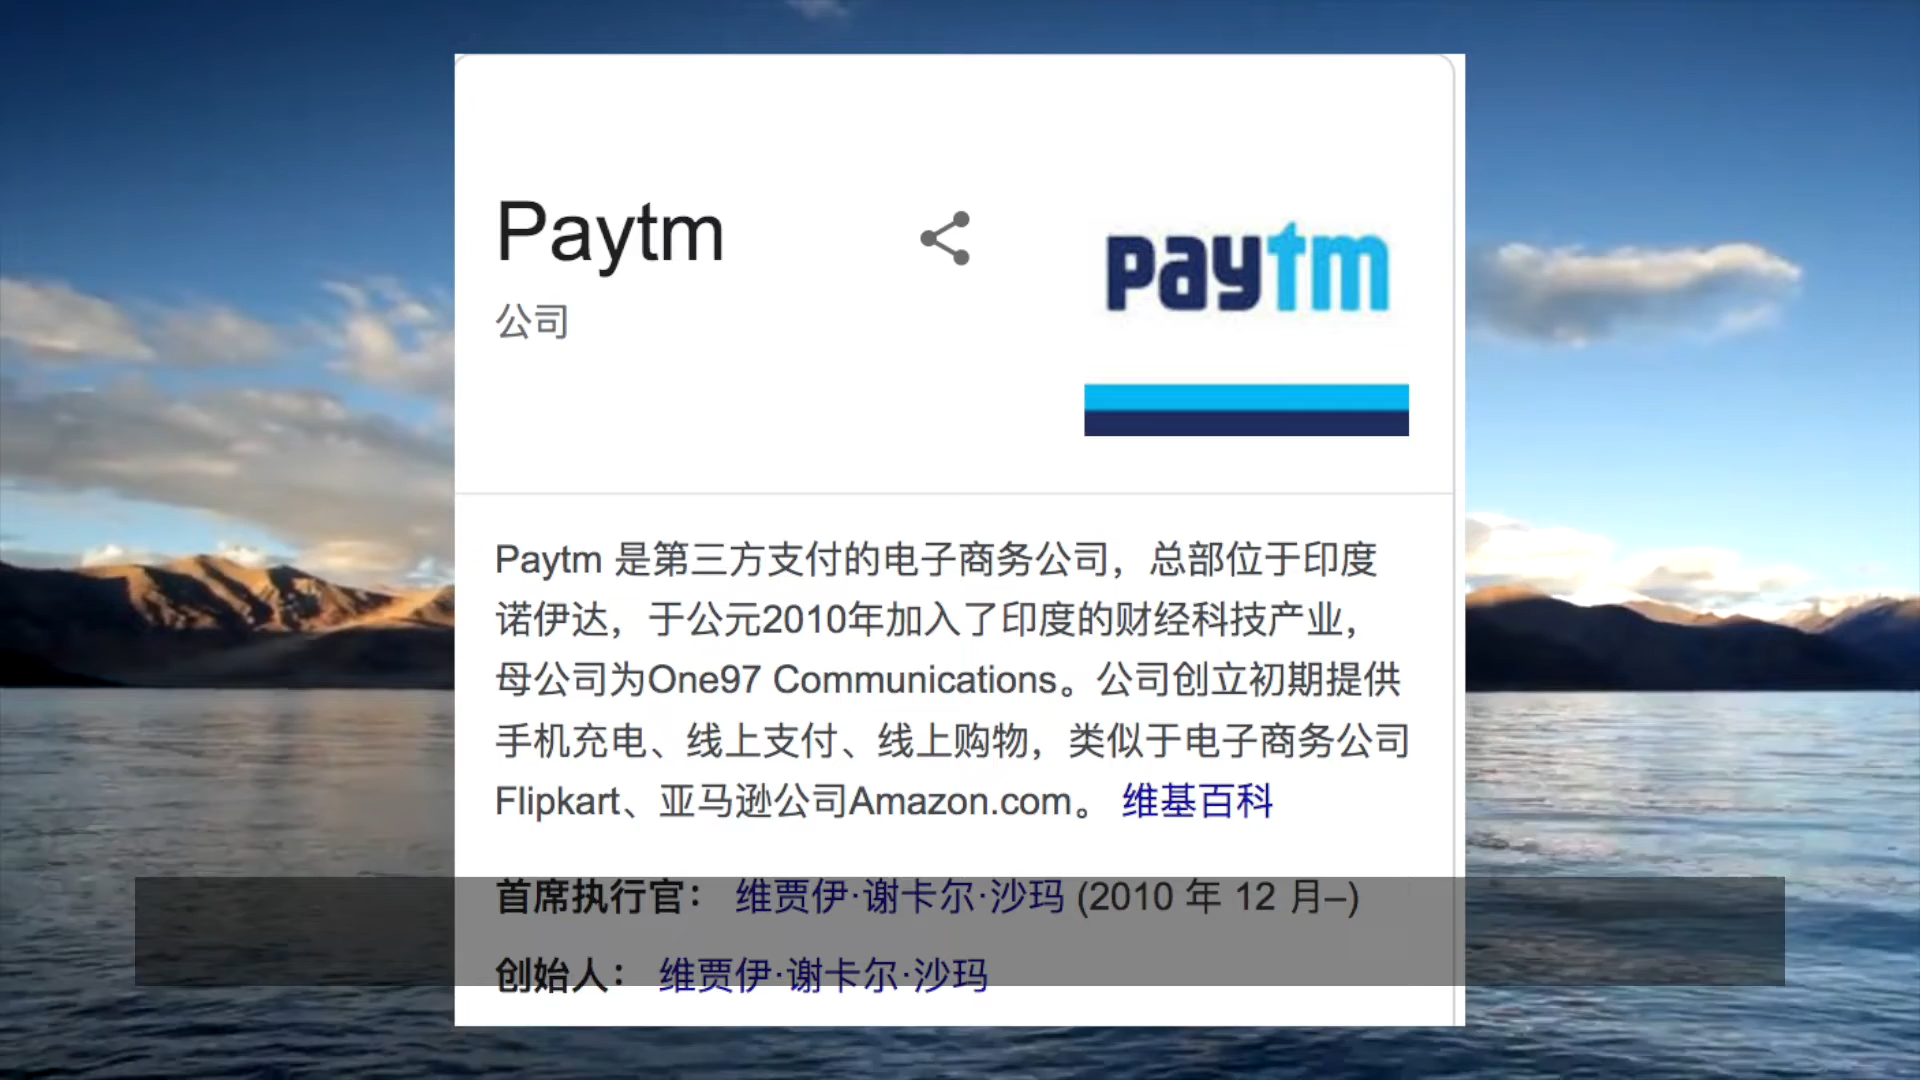 Paytm
公司
paytm
Paytm 是第三方支付的电子商务公司，总部位于印度
诺伊达，于公元2010年加入了印度的财经科技产业，
母公司为One97 Communications。公司创立初期提供
手机充电、线上支付、线上购物，类似于电子商务公司
Flipkart、亚马逊公司Amazon.com。 维基百科
首席执行官： 维贾伊·谢卡尔·沙玛 (2010 年 12 月–)
创始人： 维贾伊·谢卡尔·沙玛